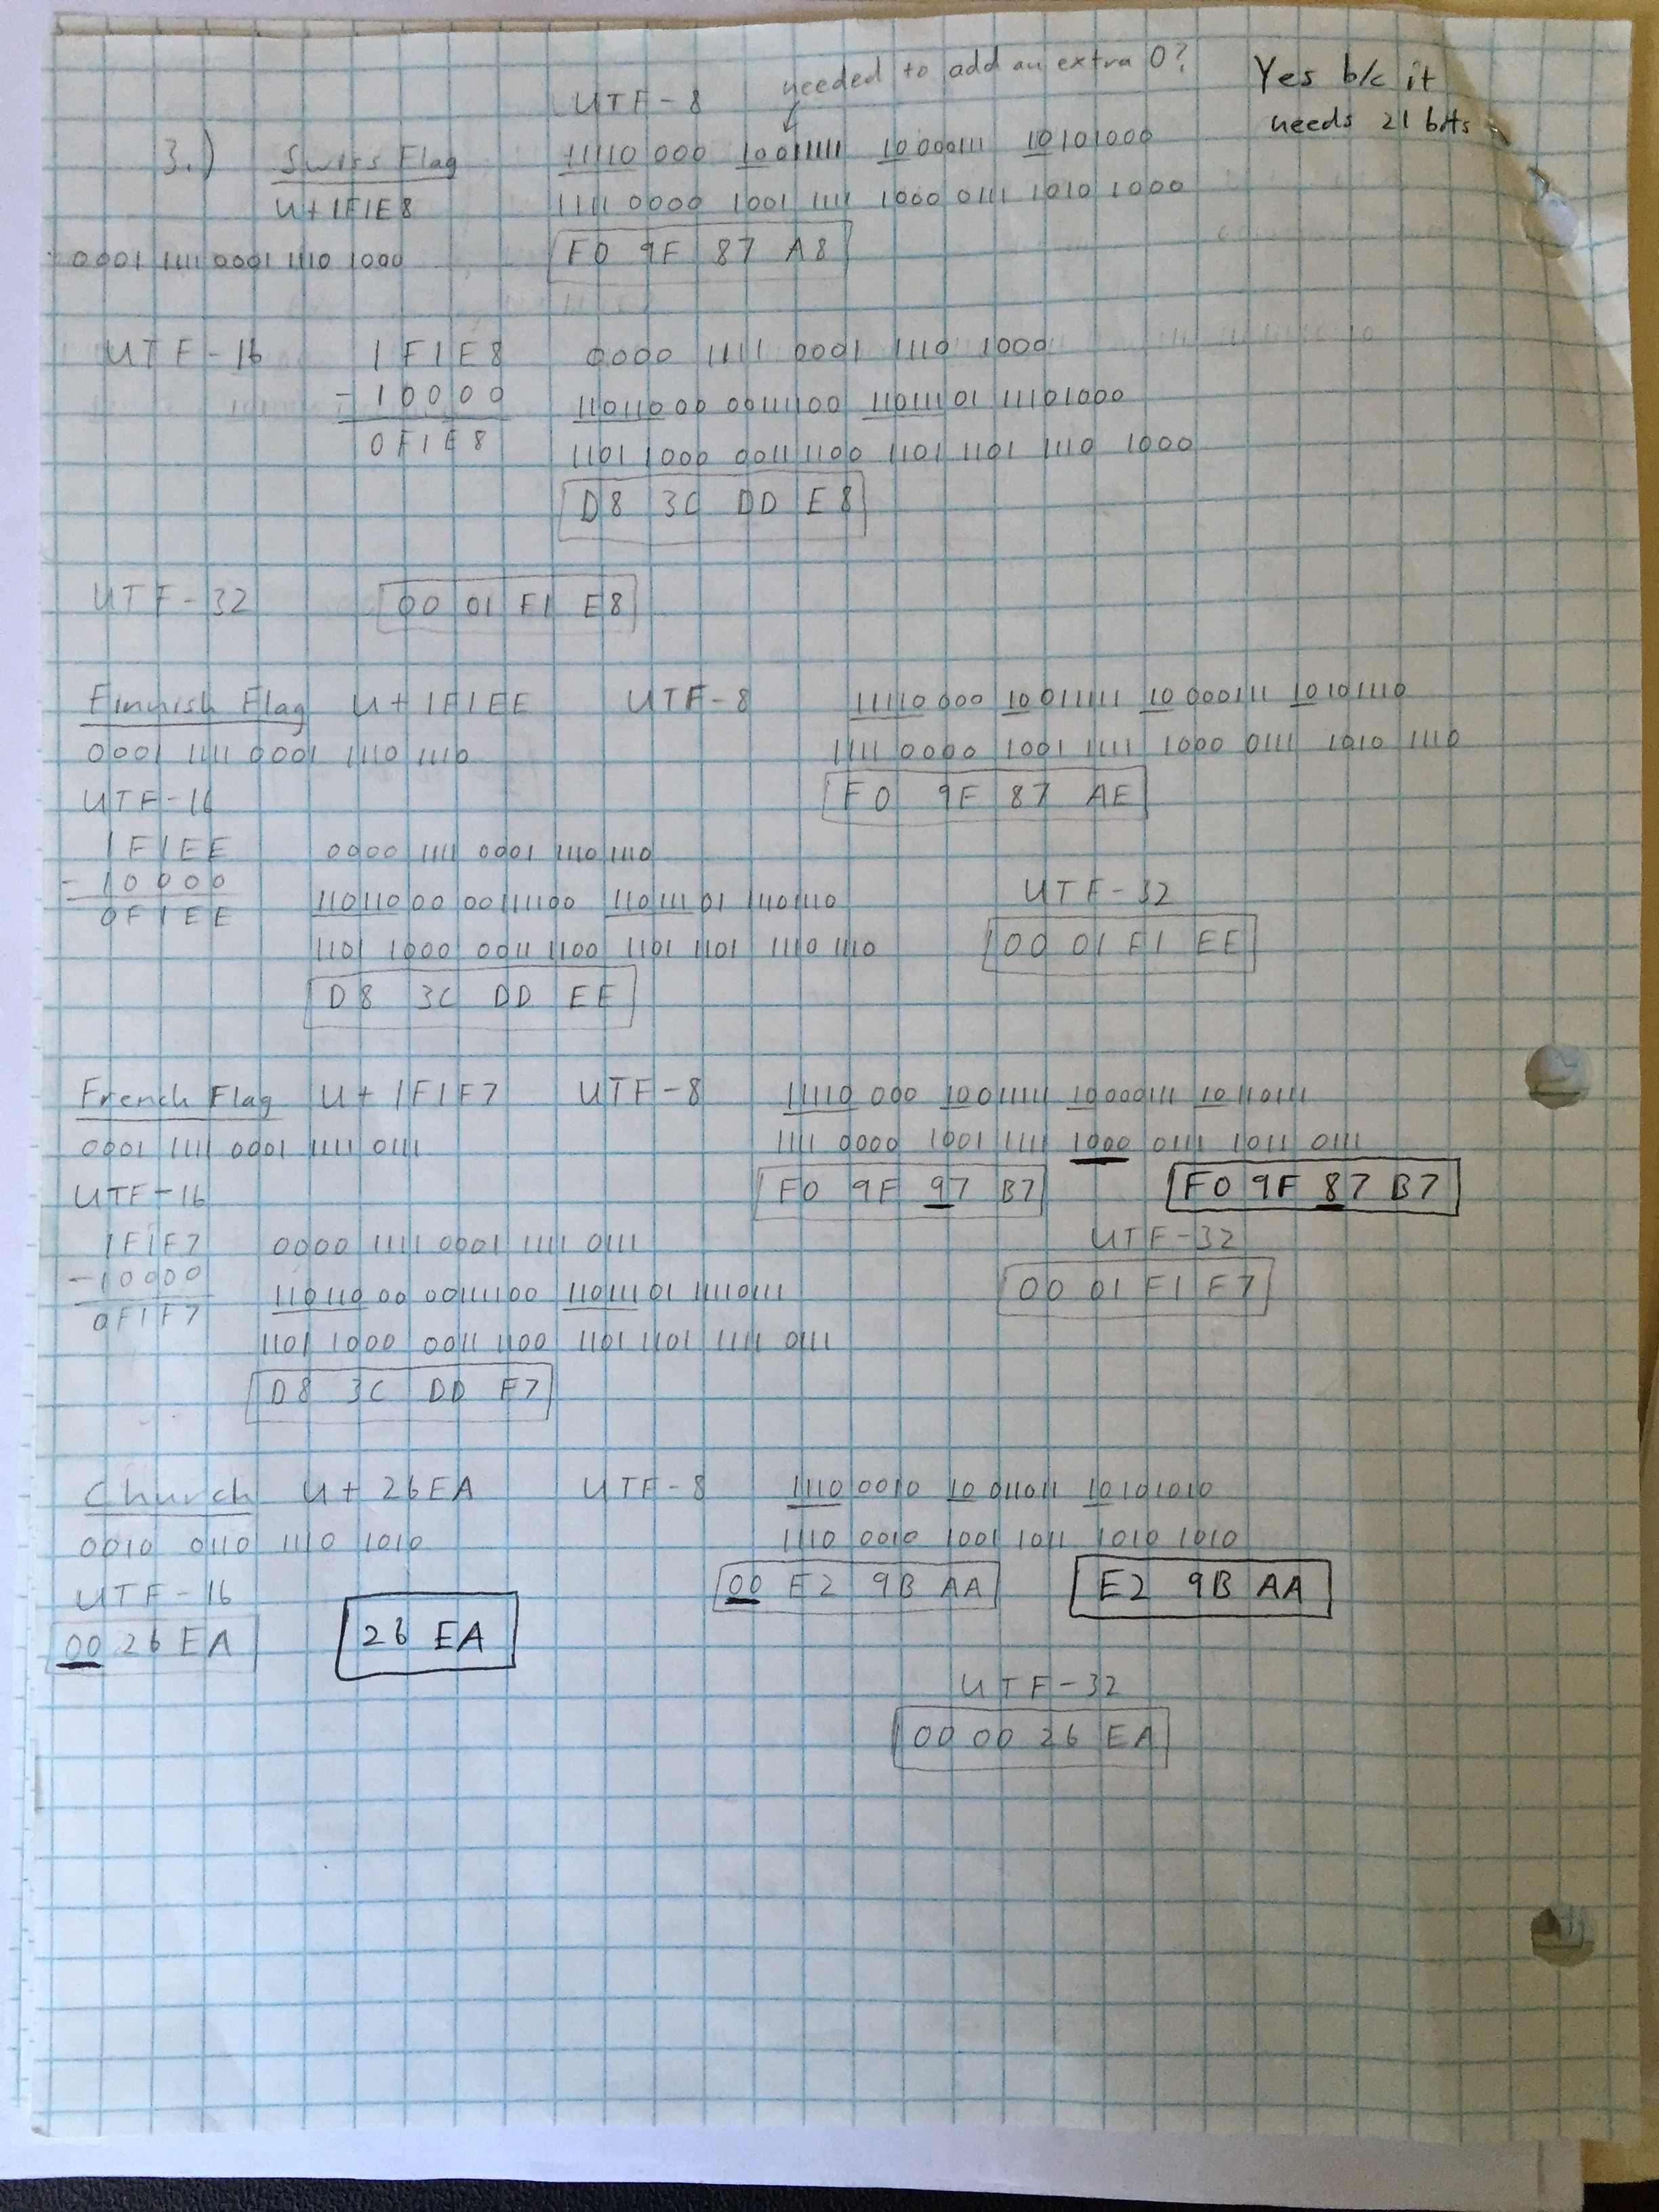 needed to add an extra 0?
Yes b/c it
needs 21 bits
UTF-8
3.) Swiss Flag 11110000 10011111 10000111 10101000
U+1F1E8 1111 0000 1001 1111 1000 0111 1010 1000
0001 1111 0001 1110 1000 F0 9F 87 A8
UTF-16 1F1E8 0000 1111 0001 1110 1000
-10000 11011000 00111100 11011101 11101000
0F1E8 1101 1000 0011 1100 1101 1101 1110 1000
D8 3C DD E8
UTF-32 00 01 F1 E8
Finnish Flag U+1F1EE UTF-8 11110000 10011111 10000111 10101110
0001 1111 0001 1110 1110 1111 0000 1001 1111 1000 0111 1010 1110
UTF-16 F0 9F 87 AE
1F1EE 0000 1111 0001 1110 1110
-10000 11011000 00111100 11011101 11101110 UTF-32
0F1EE 1101 1000 0011 1100 1101 1101 1110 1110 00 01 F1 EE
D8 3C DD EE
French Flag U+1F1F7 UTF-8 11110000 10011111 10000111 10110111
0001 1111 0001 1111 0111 1111 0000 1001 1111 1000 0111 1011 0111
UTF-16 F0 9F 97 B7 F0 9F 87 B7
1F1F7 0000 1111 0001 1111 0111 UTF-32
-10000 11011000 00111100 11011101 11110111 00 01 F1 F7
0F1F7 1101 1000 0011 1100 1101 1101 1111 0111
D8 3C DD F7
Church U+26EA UTF-8 11100010 10011011 10101010
0010 0110 1110 1010 1110 0010 1001 1011 1010 1010
UTF-16 00 E2 9B AA E2 9B AA
00 26 EA 26 EA
UTF-32
00 00 26 EA